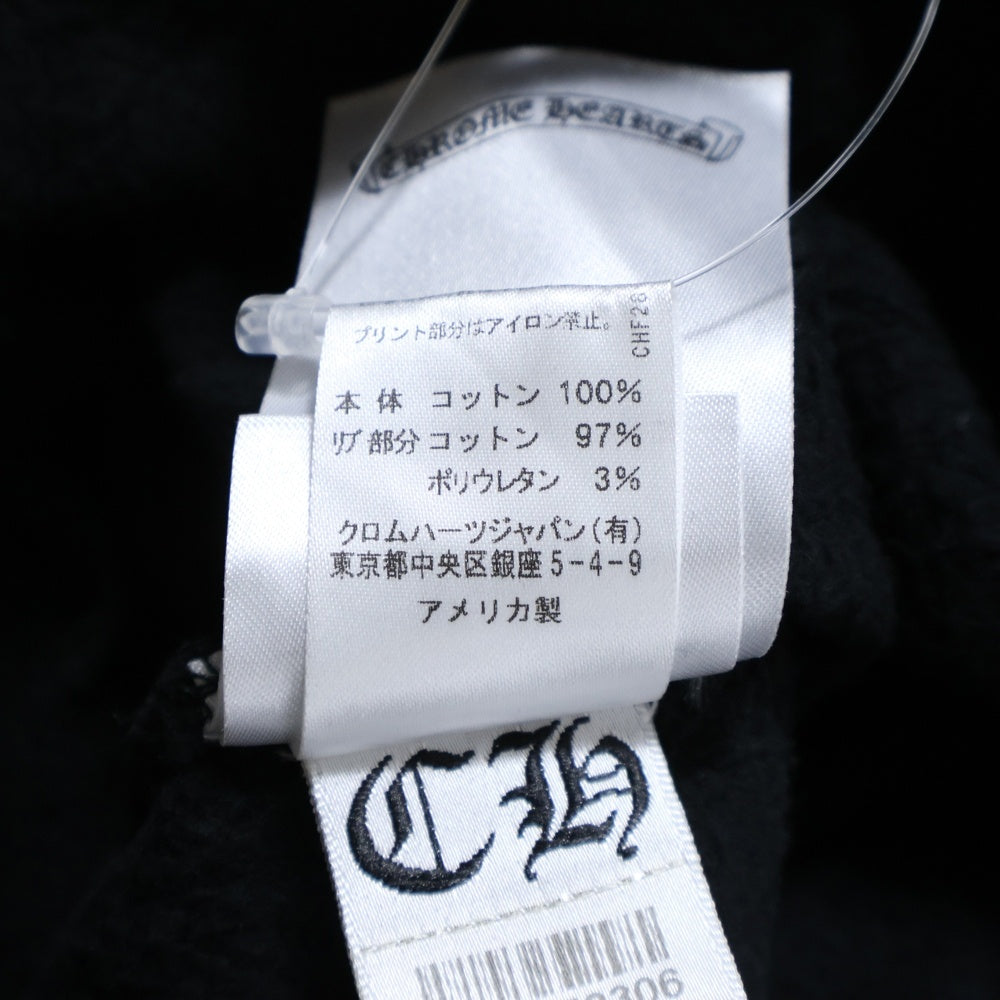 CHROME HEARTS
プリント部分はアイロン禁止。
CHF28
本体 コットン 100%
リブ部分 コットン 97%
ポリウレタン 3%
クロムハーツジャパン(有)
東京都中央区銀座5-4-9
アメリカ製
CH
306